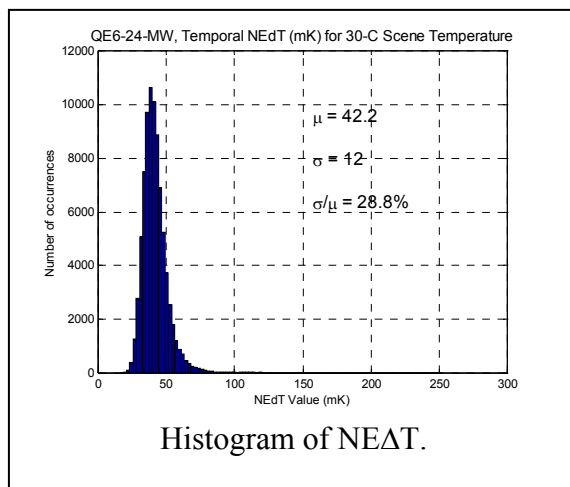 QE6-24-MW, Temporal NEdT (mK) for 30-C Scene Temperature
12000
10000
8000
6000
4000
2000
0
Number of occurrences
μ = 42.2
σ = 12
σ/μ = 28.8%
0 50 100 150 200 250 300
NEdT Value (mK)
Histogram of NEΔT.